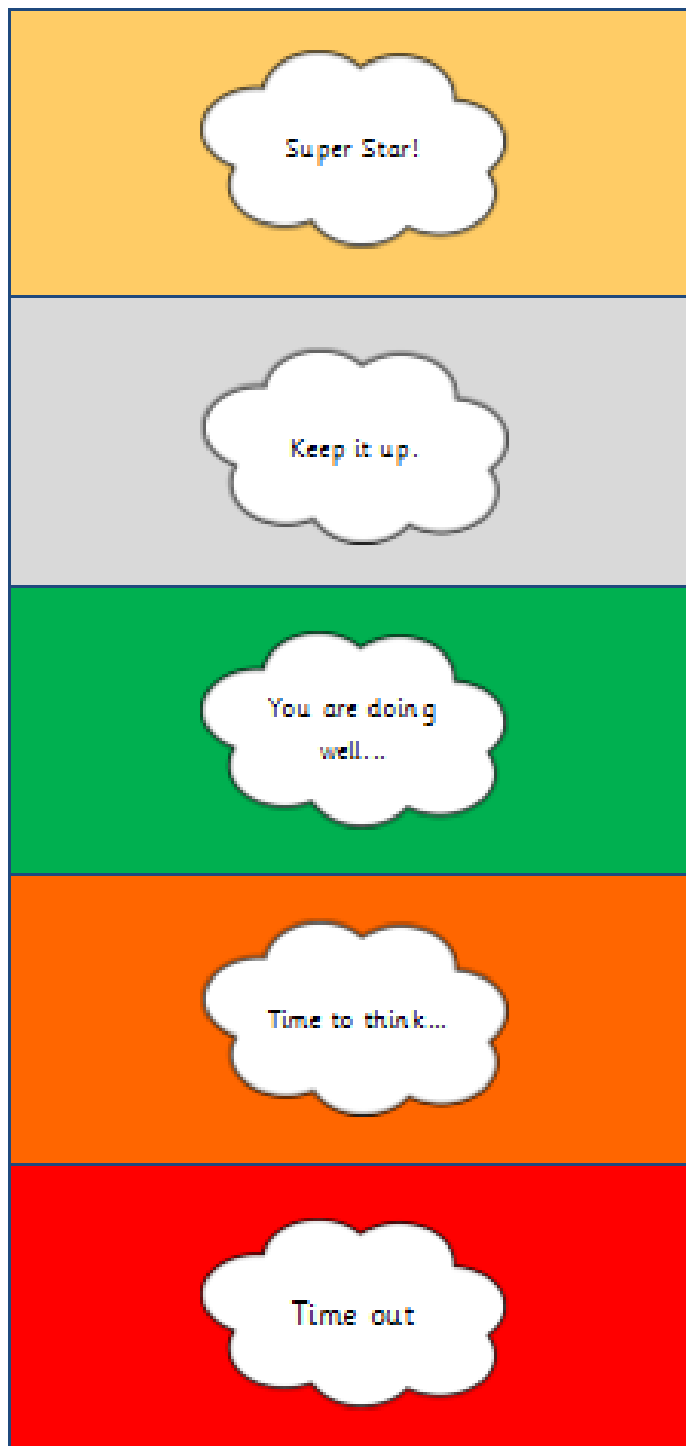 Super Star!
Keep it up.
You are doing
well...
Time to think...
Time out